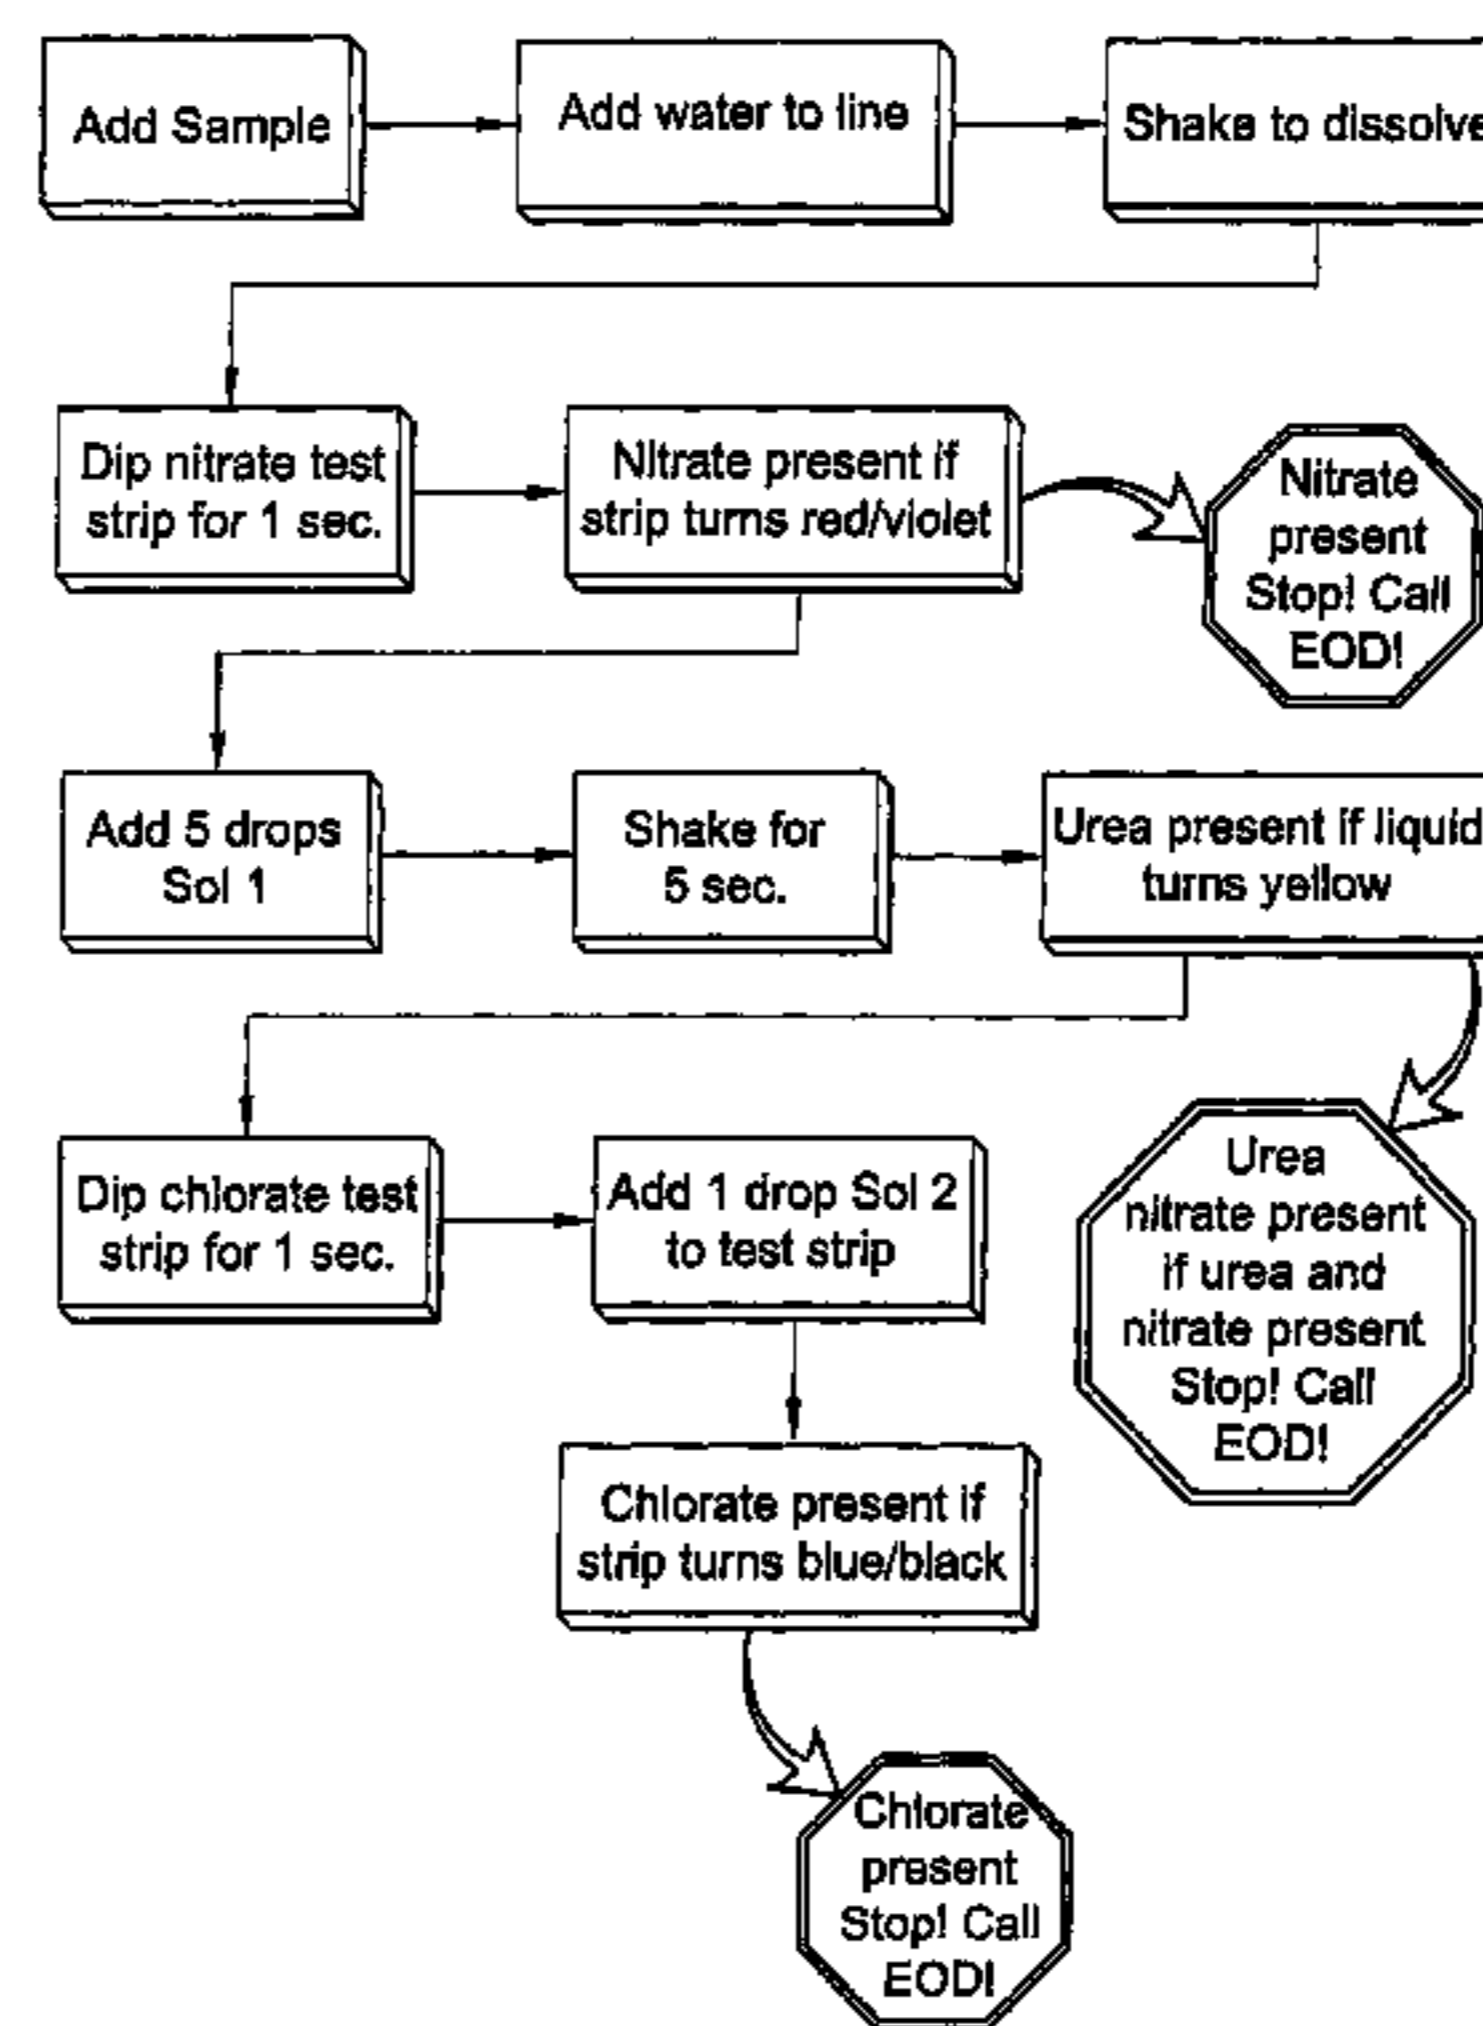 Add Sample
Add water to line
Shake to dissolve
Dip nitrate test
strip for 1 sec.
Nitrate present if
strip turns red/violet
Nitrate
present
Stop! Call
EOD!
Add 5 drops
Sol 1
Shake for
5 sec.
Urea present if liquid
turns yellow
Dip chlorate test
strip for 1 sec.
Add 1 drop Sol 2
to test strip
Urea
nitrate present
if urea and
nitrate present
Stop! Call
EOD!
Chlorate present if
strip turns blue/black
Chlorate
present
Stop! Call
EOD!